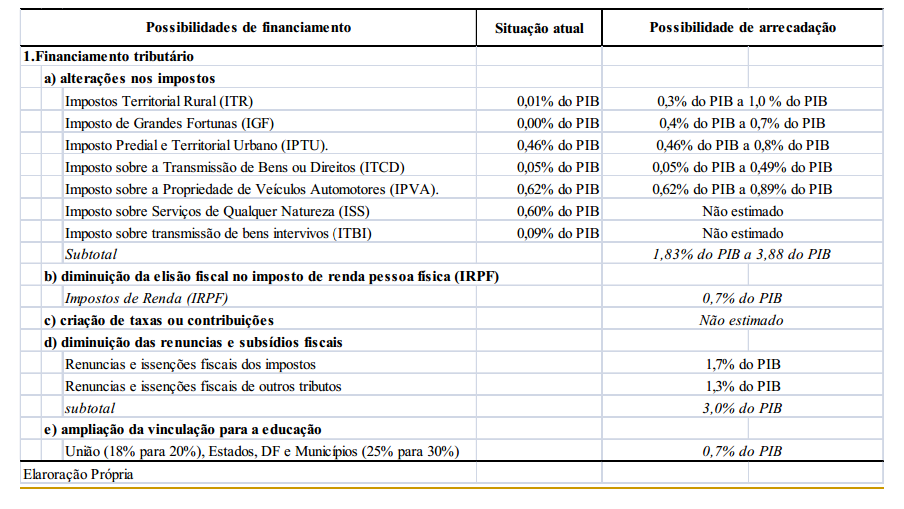 Possibilidades de financiamento Situação atual Possibilidade de arrecadação
1.Financiamento tributário
a) alterações nos impostos
Impostos Territorial Rural (ITR) 0,01% do PIB 0,3% do PIB a 1,0 % do PIB
Imposto de Grandes Fortunas (IGF) 0,00% do PIB 0,4% do PIB a 0,7% do PIB
Imposto Predial e Territorial Urbano (IPTU). 0,46% do PIB 0,46% do PIB a 0,8% do PIB
Imposto sobre a Transmissão de Bens ou Direitos (ITCD) 0,05% do PIB 0,05% do PIB a 0,49% do PIB
Imposto sobre a Propriedade de Veículos Automotores (IPVA). 0,62% do PIB 0,62% do PIB a 0,89% do PIB
Imposto sobre Serviços de Qualquer Natureza (ISS) 0,60% do PIB Não estimado
Imposto sobre transmissão de bens intervivos (ITBI) 0,09% do PIB Não estimado
Subtotal 1,83% do PIB a 3,88 do PIB
b) diminuição da elisão fiscal no imposto de renda pessoa física (IRPF)
Impostos de Renda (IRPF) 0,7% do PIB
c) criação de taxas ou contribuições Não estimado
d) diminuição das renuncias e subsídios fiscais
Renuncias e issenções fiscais dos impostos 1,7% do PIB
Renuncias e issenções fiscais de outros tributos 1,3% do PIB
subtotal 3,0% do PIB
e) ampliação da vinculação para a educação
União (18% para 20%), Estados, DF e Municípios (25% para 30%) 0,7% do PIB
Elaroração Própria